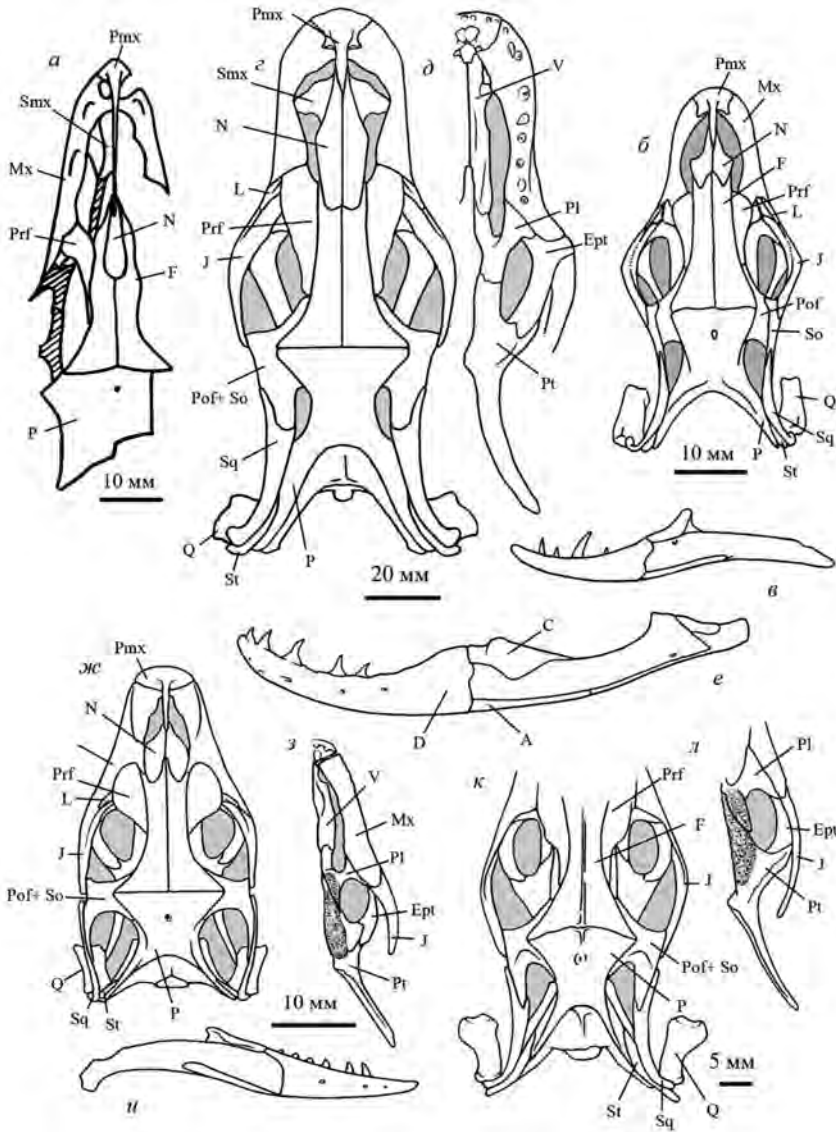 а
Pmx
Smx
Mx
Prf
N
F
P
10 мм
г
Pmx
Smx
N
L
Prf
J
Pof+ So
Sq
Q
St
P
20 мм
д
V
Pl
Ept
Pt
б
Pmx
Mx
N
F
Prf
L
J
Pof
So
Q
Sq
P
St
10 мм
в
C
е
D
A
ж
Pmx
N
Prf
L
J
Pof+ So
Q
Sq
St
P
з
V
Mx
Pl
Ept
J
Pt
10 мм
и
к
Prf
F
J
Pof+ So
P
St
Sq
Q
5 мм
л
Pl
Ept
J
Pt